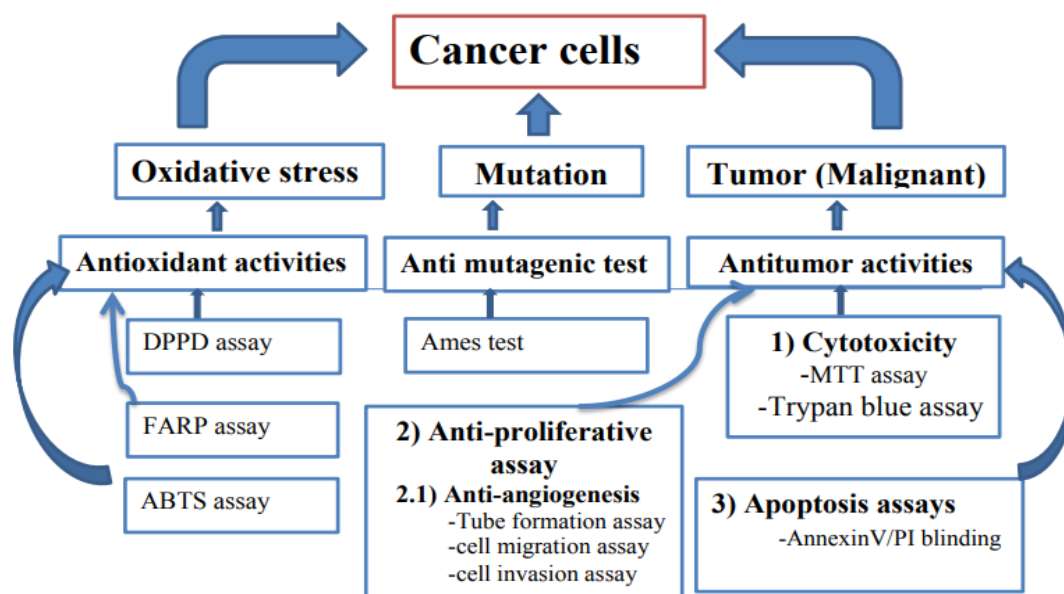 Cancer cells
Oxidative stress
Mutation
Tumor (Malignant)
Antioxidant activities
Anti mutagenic test
Antitumor activities
DPPD assay
Ames test
1) Cytotoxicity
-MTT assay
-Trypan blue assay
FARP assay
2) Anti-proliferative
assay
2.1) Anti-angiogenesis
-Tube formation assay
-cell migration assay
-cell invasion assay
ABTS assay
3) Apoptosis assays
-AnnexinV/PI blinding